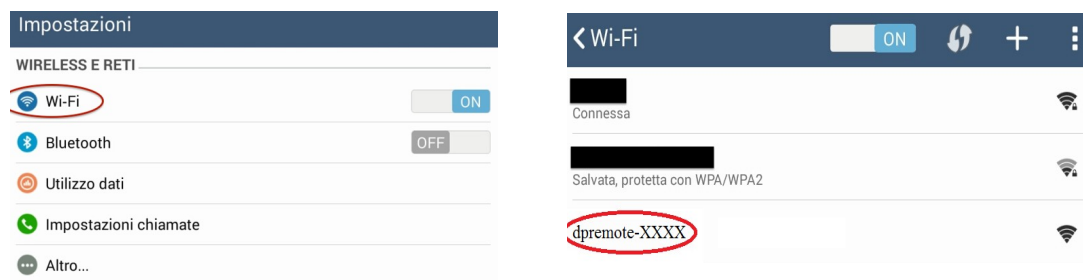 Impostazioni
WIRELESS E RETI
Wi-Fi ON
Bluetooth OFF
Utilizzo dati
Impostazioni chiamate
Altro...
Wi-Fi ON
Connessa
Salvata, protetta con WPA/WPA2
dpremote-XXXX